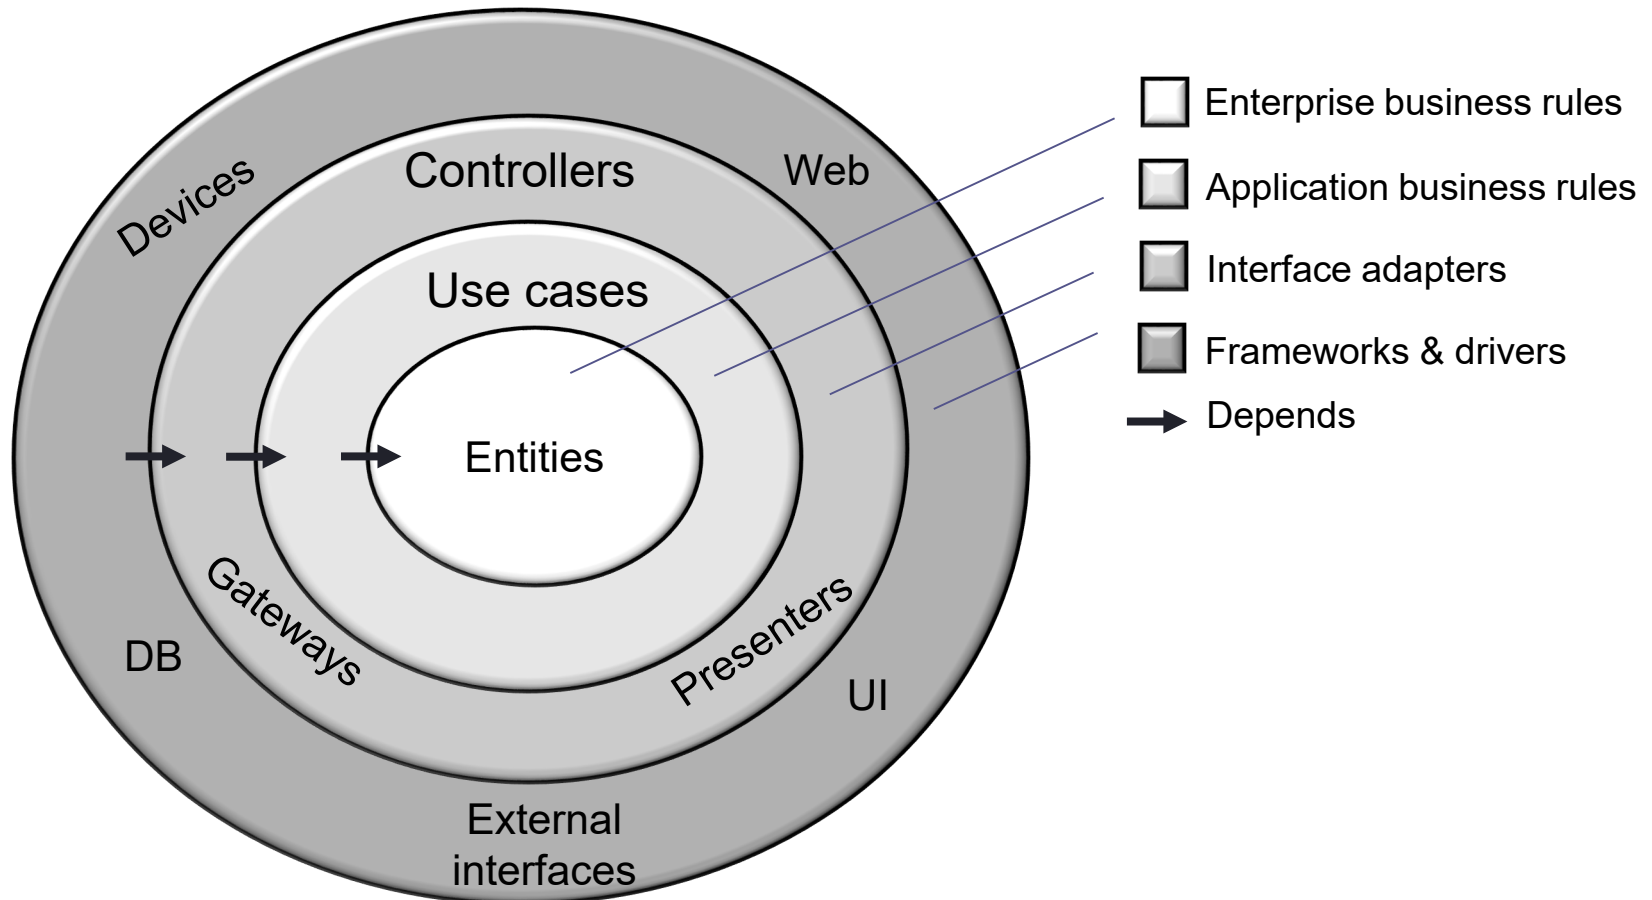 Devices
Controllers
Web
Use cases
Entities
Gateways
Presenters
DB
UI
External
interfaces
Enterprise business rules
Application business rules
Interface adapters
Frameworks & drivers
Depends